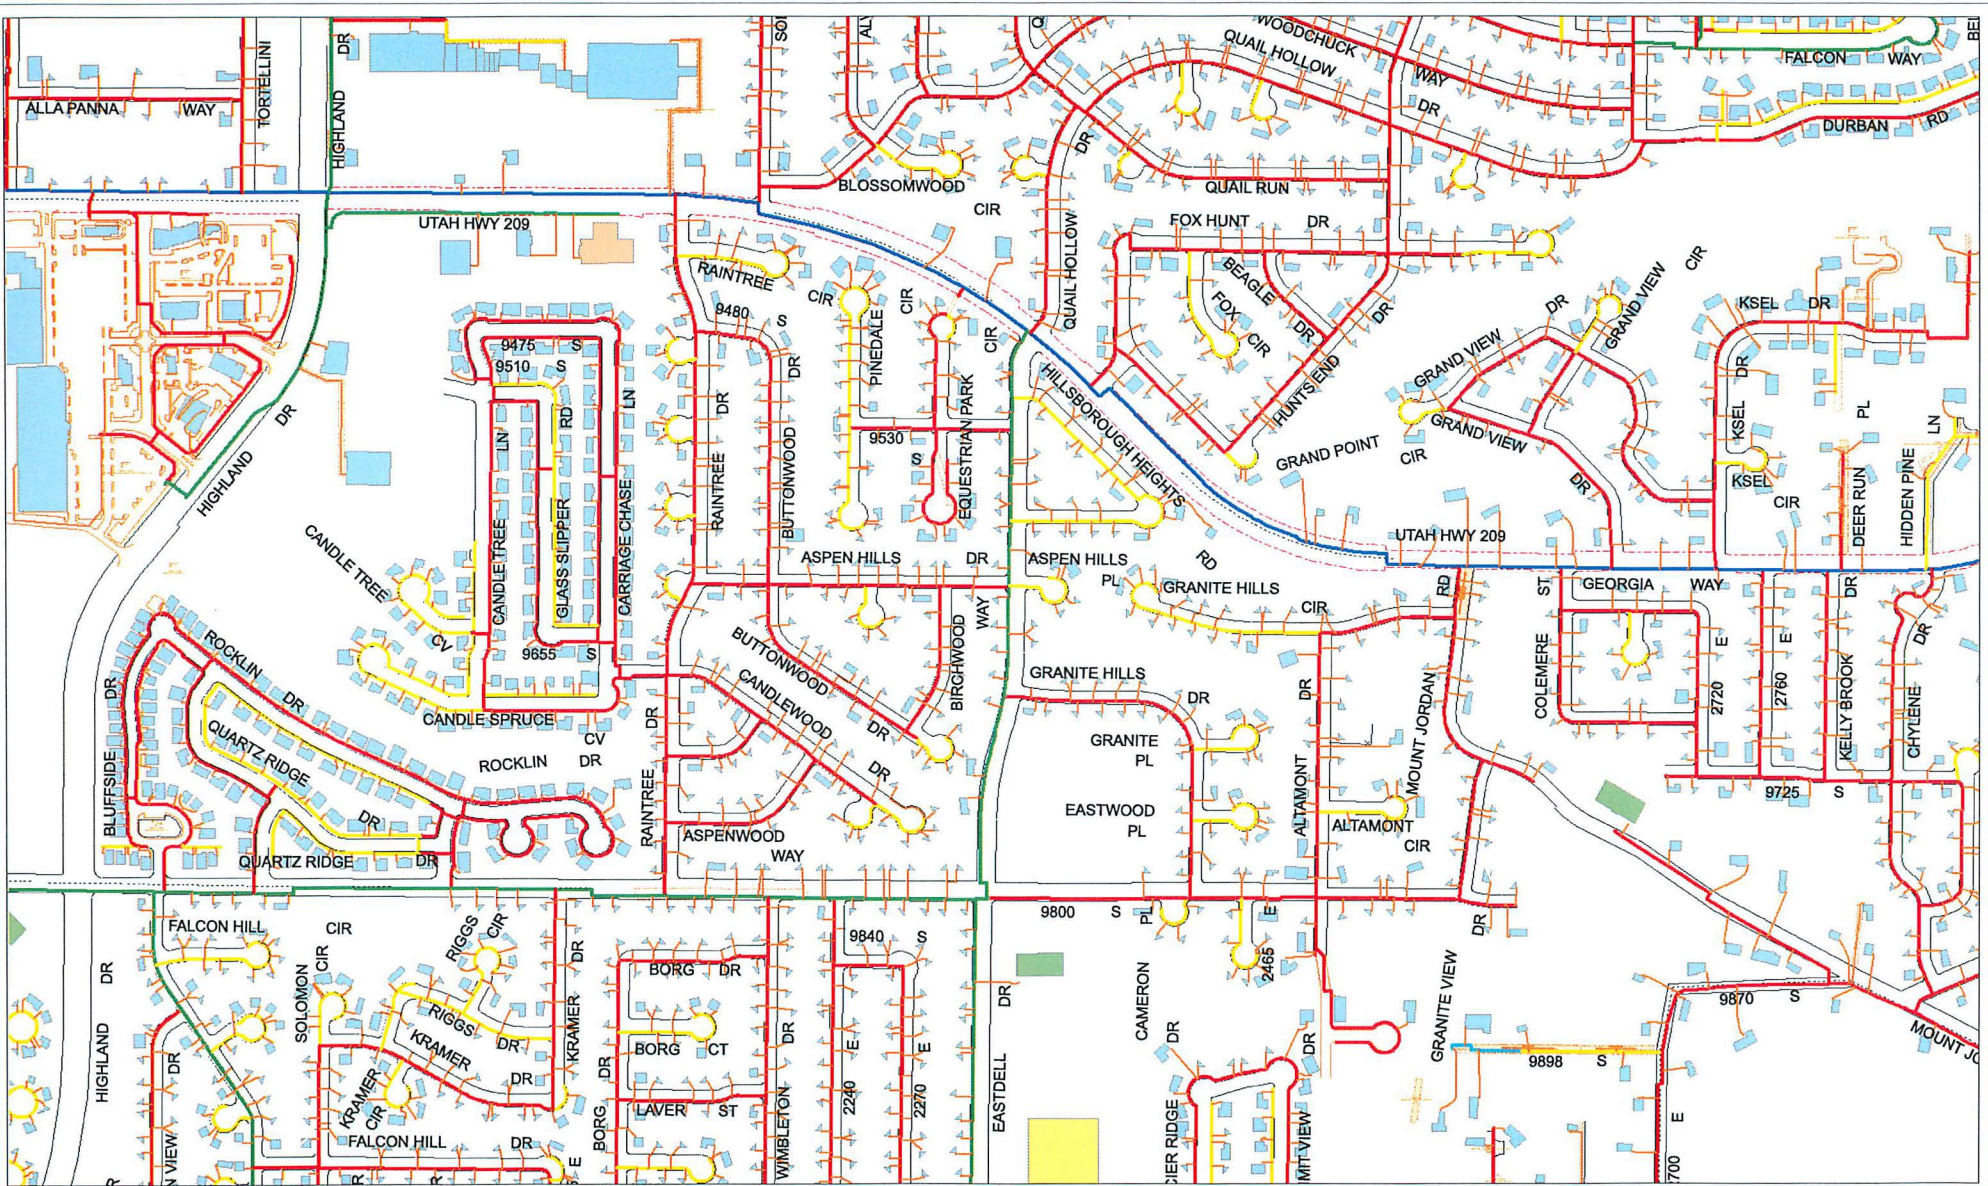 SOL
ALV
Q
WOODCHUCK
WAY
QUAIL HOLLOW
DR
FALCON WAY
BEL
DR
HIGHLAND
TORTELLINI
ALLA PANNA WAY
DURBAN RD
DR
BLOSSOMWOOD
CIR
QUAIL RUN
QUAIL HOLLOW
FOX HUNT DR
UTAH HWY 209
RAINTREE
CIR
9480 S
PINEDALE
CIR
CIR
BEAGLE
DR
FOX
CIR
DR
HUNTS END
GRAND VIEW
DR
GRAND VIEW
CIR
KSEL DR
DR
KSEL
9475 S
9510 S
RD
LN
LN
DR
DR
EQUESTRIAN PARK
HILLSBOROUGH HEIGHTS
RD
GRAND VIEW
DR
GRAND POINT
CIR
KSEL
CIR
PL
DEER RUN
LN
HIDDEN PINE
9530
S
RAINTREE
BUTTONWOOD
HIGHLAND
DR
CANDLE TREE
CV
CANDLE TREE
GLASS SLIPPER
CARRIAGE CHASE
ASPEN HILLS DR
ASPEN HILLS
PL
UTAH HWY 209
GRANITE HILLS
CIR
RD
ST
GEORGIA WAY
DR
9655 S
WAY
BIRCHWOOD
BUTTONWOOD
DR
CANDLEWOOD
DR
ROCKLIN
DR
DR
BLUFFSIDE
QUARTZ RIDGE
DR
CANDLE SPRUCE
CV
ROCKLIN DR
DR
RAINTREE
GRANITE HILLS
DR
DR
MOUNT JORDAN
COLEMERE
E
2720
E
2760
KELLY BROOK
DR
CHYLENE
GRANITE
PL
EASTWOOD
PL
ALTAMONT
ALTAMONT
CIR
9725 S
QUARTZ RIDGE
DR
ASPENWOOD
WAY
FALCON HILL
CIR
SOLOMON
CIR
RIGGS
CIR
DR
KRAMER
BORG DR
9840 S
9800 S
PL
E
2465
DR
DR
HIGHLAND
DR
RIGGS
DR
KRAMER
DR
KRAMER
CIR
FALCON HILL DR
DR
BORG
BORG CT
LAVER ST
DR
WIMBLETON
E
2240
E
2270
DR
EASTDELL
CAMERON
DR
DR
CIER RIDGE
MIT VIEW
GRANITE VIEW
9870 S
9898 S
MOUNT JO
E
700
N VIEW
R
R
R
E